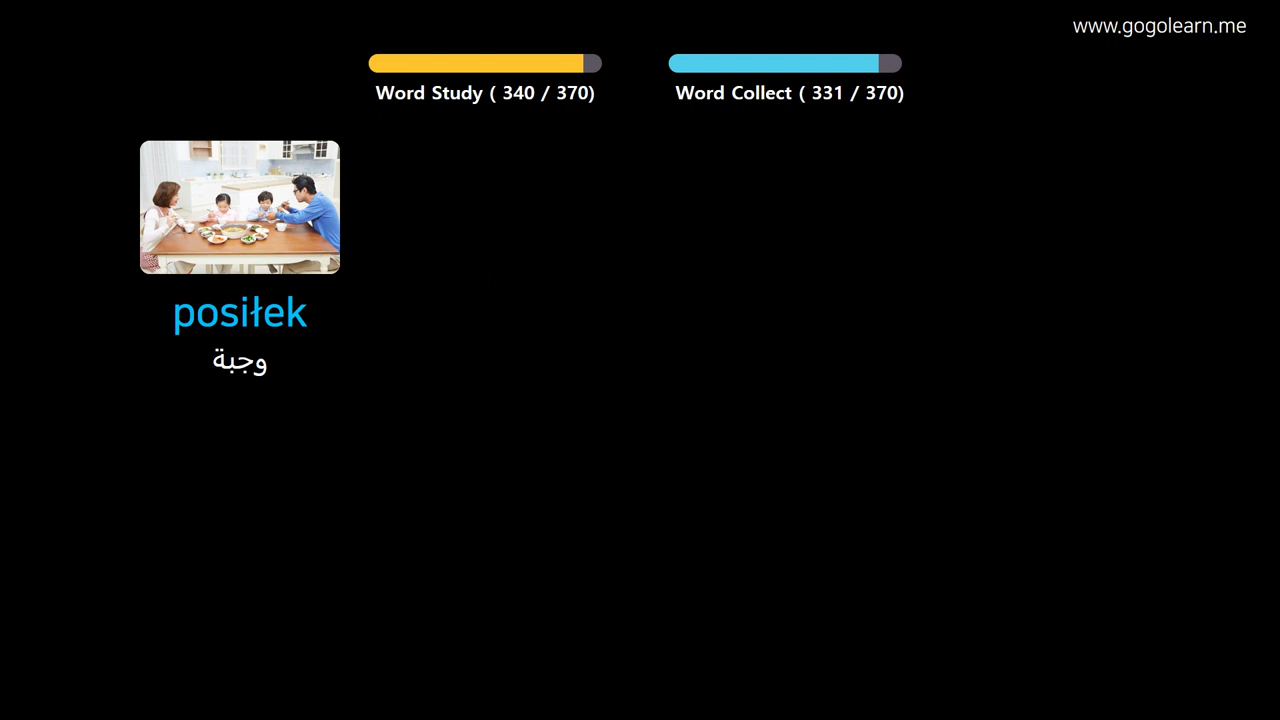 www.gogolearn.me
Word Study ( 340 / 370)
Word Collect ( 331 / 370)
posiłek
وجبة